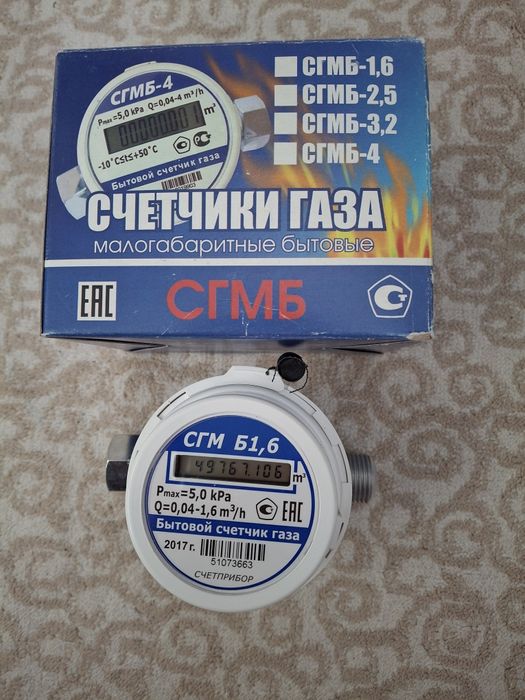 СГМБ-4
Pmax=5,0 kPa Q=0,04-4 m³/h
m³
-10°C≤t≤+50°C
Бытовой счетчик газа
СГМБ-1,6
СГМБ-2,5
СГМБ-3,2
СГМБ-4
СЧЕТЧИКИ ГАЗА
малогабаритные бытовые
EAC
СГМБ
СГМ Б1,6
49767.106
m³
Pmax=5,0 kPa
Q=0,04-1,6 m³/h
EAC
Бытовой счетчик газа
2017 г.
51073663
СЧЕТПРИБОР